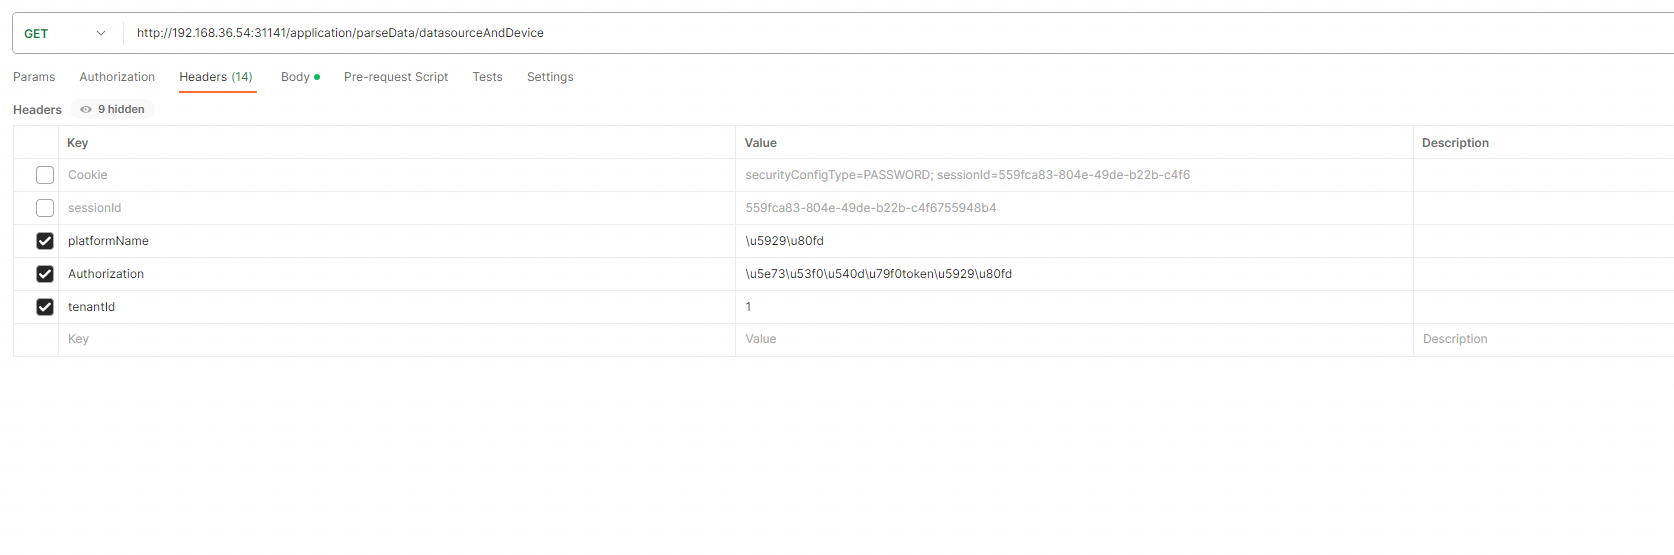 GET http://192.168.36.54:31141/application/parseData/datasourceAndDevice
Params Authorization Headers (14) Body Pre-request Script Tests Settings
Headers 9 hidden
Key Value Description
Cookie securityConfigType=PASSWORD; sessionId=559fca83-804e-49de-b22b-c4f6
sessionId 559fca83-804e-49de-b22b-c4f6755948b4
platformName \u5929\u80fd
Authorization \u5e73\u53f0\u540d\u79f0token\u5929\u80fd
tenantId 1
Key Value Description